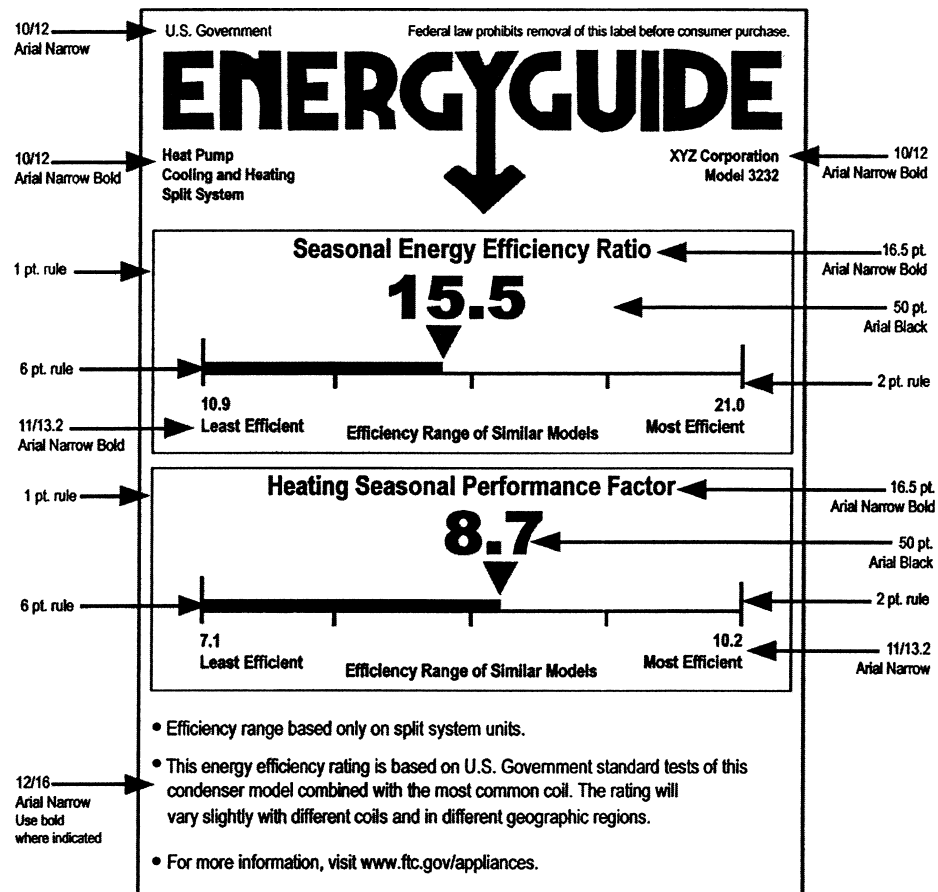 10/12
Arial Narrow
U.S. Government
Federal law prohibits removal of this label before consumer purchase.
ENERGYGUIDE
10/12
Arial Narrow Bold
Heat Pump
Cooling and Heating
Split System
XYZ Corporation
Model 3232
10/12
Arial Narrow Bold
Seasonal Energy Efficiency Ratio
16.5 pt.
Arial Narrow Bold
1 pt. rule
15.5
50 pt.
Arial Black
6 pt. rule
2 pt. rule
10.9
21.0
Least Efficient
Efficiency Range of Similar Models
Most Efficient
11/13.2
Arial Narrow Bold
Heating Seasonal Performance Factor
16.5 pt.
Arial Narrow Bold
1 pt. rule
8.7
50 pt.
Arial Black
6 pt. rule
2 pt. rule
7.1
10.2
Least Efficient
Efficiency Range of Similar Models
Most Efficient
11/13.2
Arial Narrow
• Efficiency range based only on split system units.
• This energy efficiency rating is based on U.S. Government standard tests of this
condenser model combined with the most common coil. The rating will
vary slightly with different coils and in different geographic regions.
12/16
Arial Narrow
Use bold
where indicated
• For more information, visit www.ftc.gov/appliances.